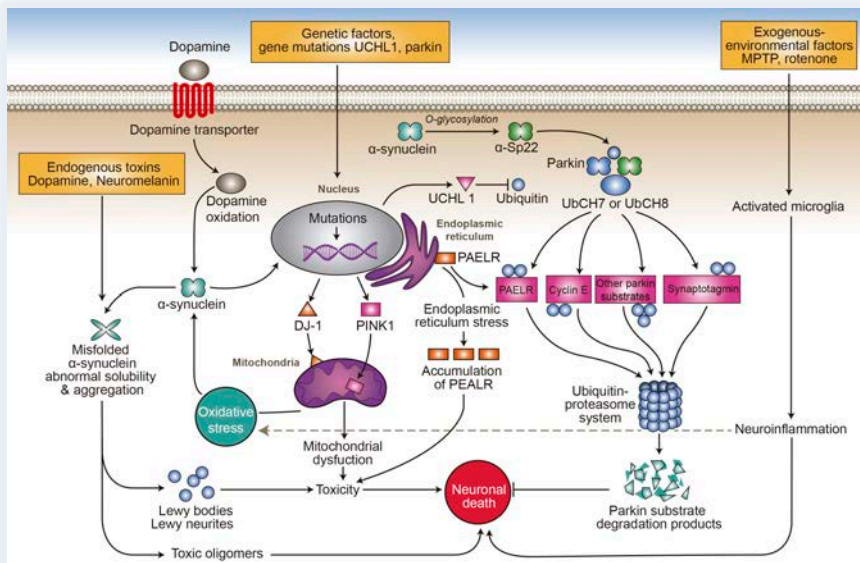 Dopamine
Genetic factors,
gene mutations UCHL1, parkin
Exogenous-
environmental factors
MPTP, rotenone
Dopamine transporter
O-glycosylation
α-synuclein
α-Sp22
Parkin
UbCH7 or UbCH8
Endogenous toxins
Dopamine, Neuromelanin
Dopamine
oxidation
Nucleus
Mutations
UCHL 1
Ubiquitin
Activated microglia
Endoplasmic
reticulum
PAELR
PAELR
Cyclin E
Other parkin
substrates
Synaptotagmin
α-synuclein
DJ-1
PINK1
Endoplasmic
reticulum stress
Misfolded
α-synuclein
abnormal solubility
& aggregation
Mitochondria
Accumulation
of PEALR
Ubiquitin-
proteasome
system
Oxidative
stress
Neuroinflammation
Mitochondrial
dysfuction
Lewy bodies
Lewy neurites
Toxicity
Neuronal
death
Parkin substrate
degradation products
Toxic oligomers